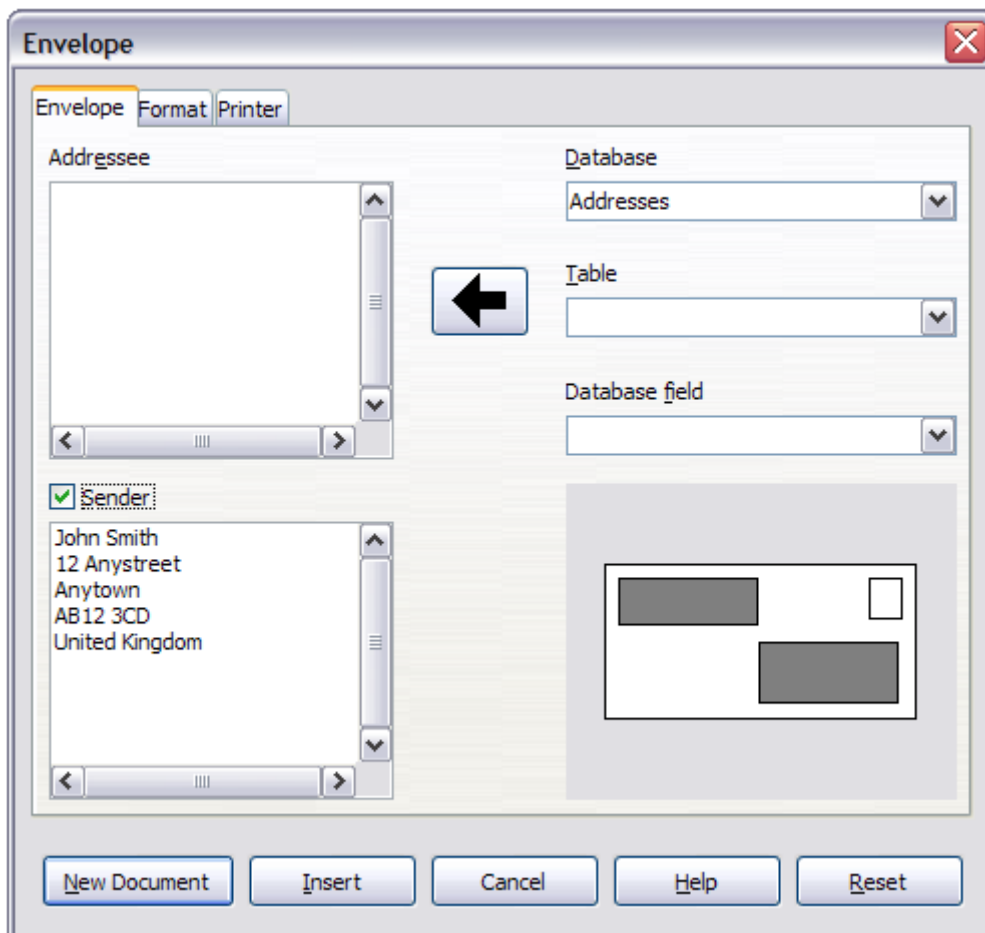 Envelope
Envelope Format Printer
Addressee
Database
Addresses
Table
Database field
Sender
John Smith
12 Anystreet
Anytown
AB12 3CD
United Kingdom
New Document Insert Cancel Help Reset